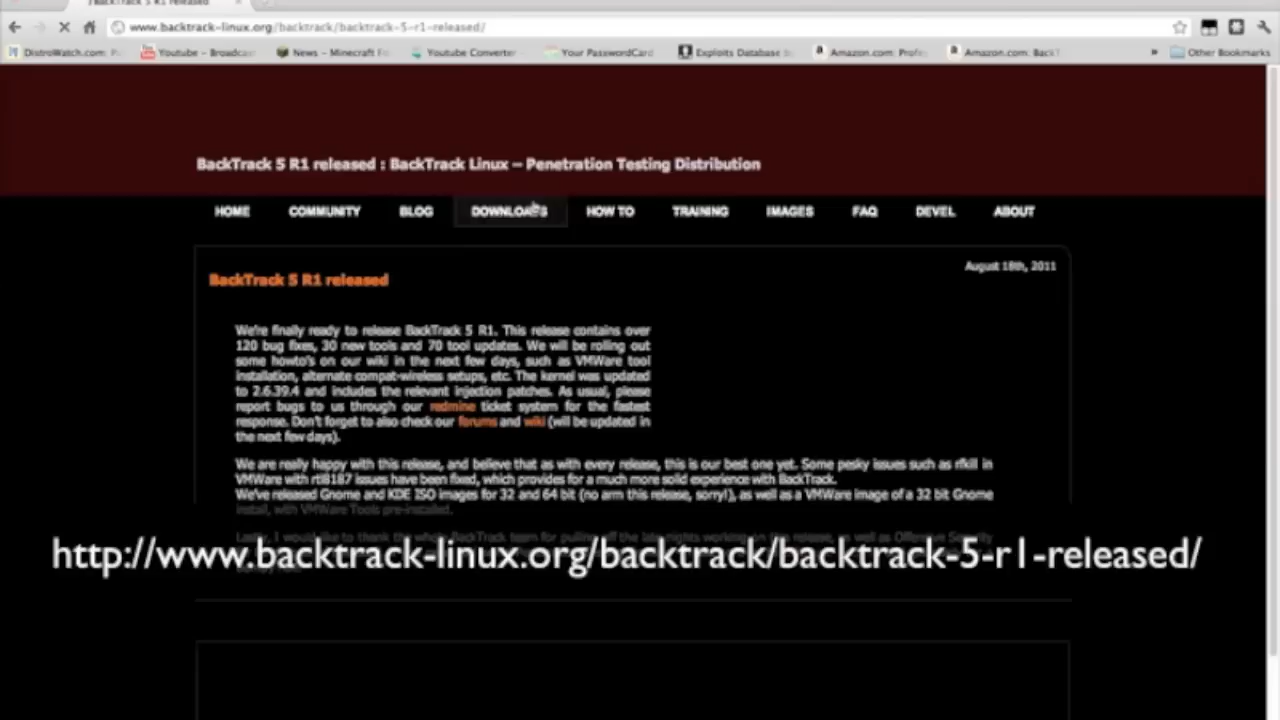 /BackTrack 5 R1 released
www.backtrack-linux.org/backtrack/backtrack-5-r1-released/
DistroWatch.com: P Youtube - Broadcas News - Minecraft Fo Youtube Converter Your PasswordCard Exploits Database b Amazon.com: Profes Amazon.com: BackT » Other Bookmarks
BackTrack 5 R1 released : BackTrack Linux – Penetration Testing Distribution
HOME COMMUNITY BLOG DOWNLOADS HOW TO TRAINING IMAGES FAQ DEVEL ABOUT
August 18th, 2011
BackTrack 5 R1 released
We're finally ready to release BackTrack 5 R1. This release contains over
120 bug fixes, 30 new tools and 70 tool updates. We will be rolling out
some howto's on our wiki in the next few days, such as VMWare tool
installation, alternate compat-wireless setups, etc. The kernel was updated
to 2.6.39.4 and includes the relevant injection patches. As usual, please
report bugs to us through our redmine ticket system for the fastest
response. Don't forget to also check our forums and wiki (will be updated in
the next few days).
We are really happy with this release, and believe that as with every release, this is our best one yet. Some pesky issues such as rfkill in
VMWare with rtl8187 issues have been fixed, which provides for a much more solid experience with BackTrack.
We've released Gnome and KDE ISO images for 32 and 64 bit (no arm this release, sorry!), as well as a VMWare image of a 32 bit Gnome
install, with VMWare Tools pre-installed.
http://www.backtrack-linux.org/backtrack/backtrack-5-r1-released/